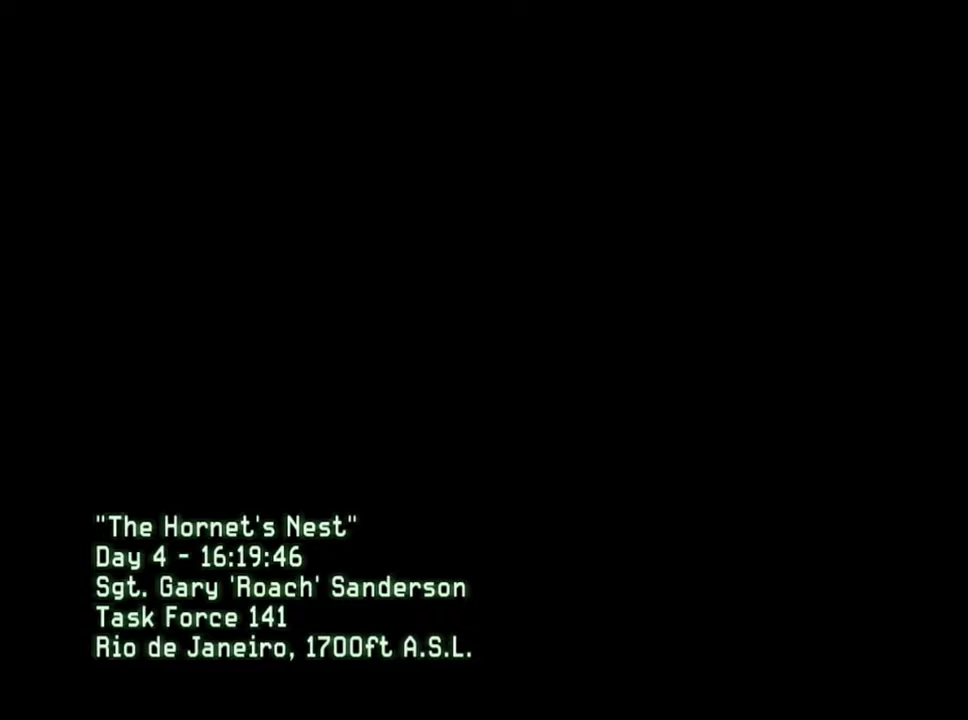 "The Hornet's Nest"
Day 4 - 16:19:46
Sgt. Gary 'Roach' Sanderson
Task Force 141
Rio de Janeiro, 1700ft A.S.L.